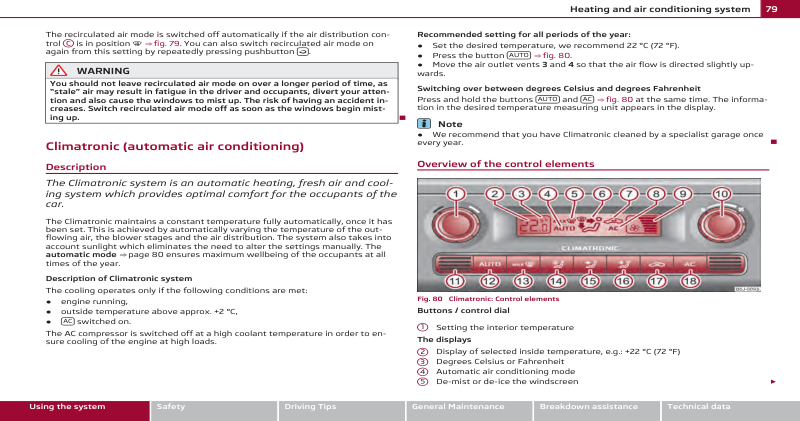 Heating and air conditioning system 79
The recirculated air mode is switched off automatically if the air distribution con-
trol C is in position ⇒ fig. 79. You can also switch recirculated air mode on
again from this setting by repeatedly pressing pushbutton .
WARNING
You should not leave recirculated air mode on over a longer period of time, as
“stale” air may result in fatigue in the driver and occupants, divert your atten-
tion and also cause the windows to mist up. The risk of having an accident in-
creases. Switch recirculated air mode off as soon as the windows begin mist-
ing up.
Climatronic (automatic air conditioning)
Description
The Climatronic system is an automatic heating, fresh air and cool-
ing system which provides optimal comfort for the occupants of the
car.
The Climatronic maintains a constant temperature fully automatically, once it has
been set. This is achieved by automatically varying the temperature of the out-
flowing air, the blower stages and the air distribution. The system also takes into
account sunlight which eliminates the need to alter the settings manually. The
automatic mode ⇒ page 80 ensures maximum wellbeing of the occupants at all
times of the year.
Description of Climatronic system
The cooling operates only if the following conditions are met:
● engine running,
● outside temperature above approx. +2 °C,
● AC switched on.
The AC compressor is switched off at a high coolant temperature in order to en-
sure cooling of the engine at high loads.
Recommended setting for all periods of the year:
● Set the desired temperature, we recommend 22 °C (72 °F).
● Press the button AUTO ⇒ fig. 80.
● Move the air outlet vents 3 and 4 so that the air flow is directed slightly up-
wards.
Switching over between degrees Celsius and degrees Fahrenheit
Press and hold the buttons AUTO and AC ⇒ fig. 80 at the same time. The informa-
tion in the desired temperature measuring unit appears in the display.
Note
● We recommend that you have Climatronic cleaned by a specialist garage once
every year.
Overview of the control elements
1 2 3 4 5 6 7 8 9 10
22.0 AUTO AC
CLIMATRONIC
AUTO AC
11 12 13 14 15 16 17 18
Fig. 80 Climatronic: Control elements
Buttons / control dial
1 Setting the interior temperature
The displays
2 Display of selected inside temperature, e.g.: +22 °C (72 °F)
3 Degrees Celsius or Fahrenheit
4 Automatic air conditioning mode
5 De-mist or de-ice the windscreen
Using the system Safety Driving Tips General Maintenance Breakdown assistance Technical data